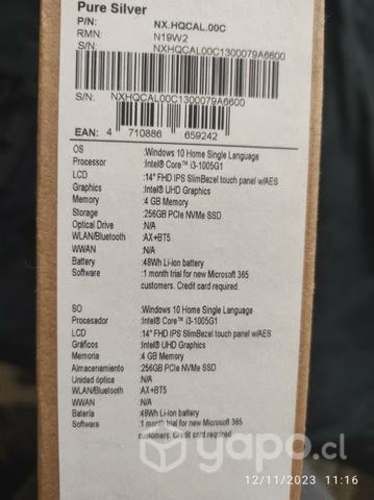 Pure Silver
P/N: NX.HQCAL.00C
RMN: N19W2
S/N: NXHQCAL00C1300079A6600
S/N: NXHQCAL00C1300079A6600
EAN: 4 710886 659242
OS :Windows 10 Home Single Language
Processor :Intel® Core™ i3-1005G1
LCD :14" FHD IPS SlimBezel touch panel w/AES
Graphics :Intel® UHD Graphics
Memory :4 GB Memory
Storage :256GB PCIe NVMe SSD
Optical Drive :N/A
WLAN/Bluetooth :AX+BT5
WWAN :N/A
Battery :48Wh Li-ion battery
Software :1 month trial for new Microsoft 365
customers. Credit card required.
SO :Windows 10 Home Single Language
Procesador :Intel® Core™ i3-1005G1
LCD :14" FHD IPS SlimBezel touch panel w/AES
Gráficos :Intel® UHD Graphics
Memoria :4 GB Memory
Almacenamiento :256GB PCIe NVMe SSD
Unidad óptica :N/A
WLAN/Bluetooth :AX+BT5
WWAN :N/A
Batería :48Wh Li-ion battery
Software :1 month trial for new Microsoft 365
customers. Credit card required
yapo.cl
12/11/2023 11:16